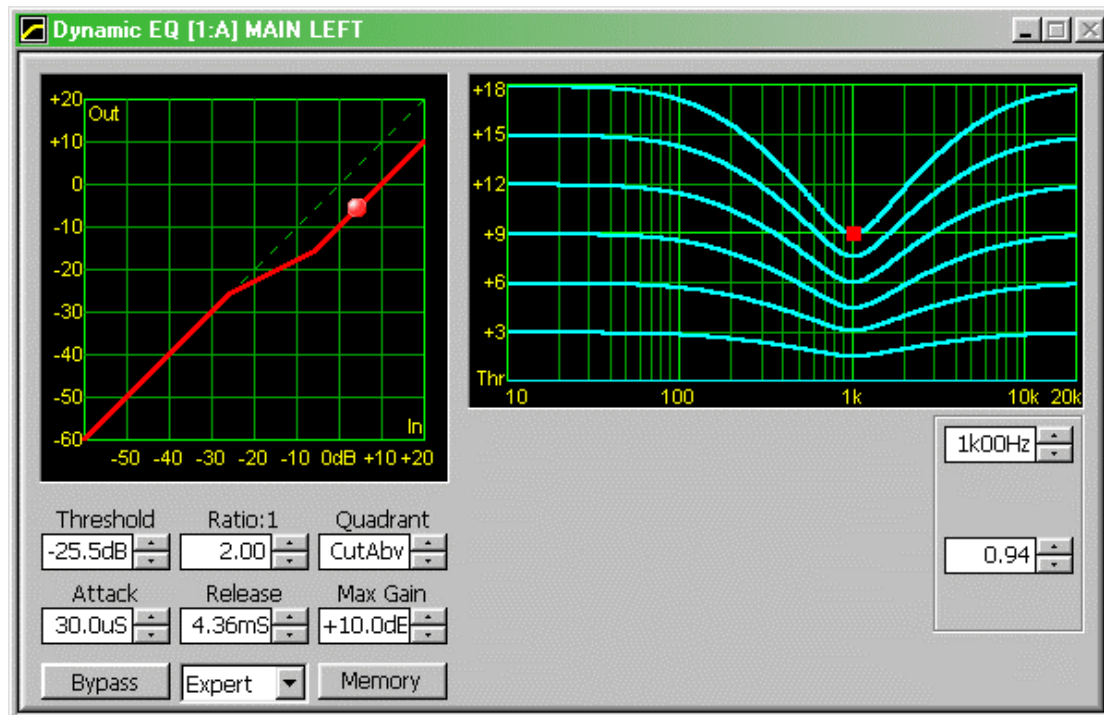 Dynamic EQ [1:A] MAIN LEFT
+20
Out
+10
0
-10
-20
-30
-40
-50
-60
In
-50 -40 -30 -20 -10 0dB +10 +20
+18
+15
+12
+9
+6
+3
Thr
10 100 1k 10k 20k
1k00Hz
0.94
Threshold Ratio:1 Quadrant
-25.5dB 2.00 CutAbv
Attack Release Max Gain
30.0uS 4.36mS +10.0dE
Bypass Expert Memory